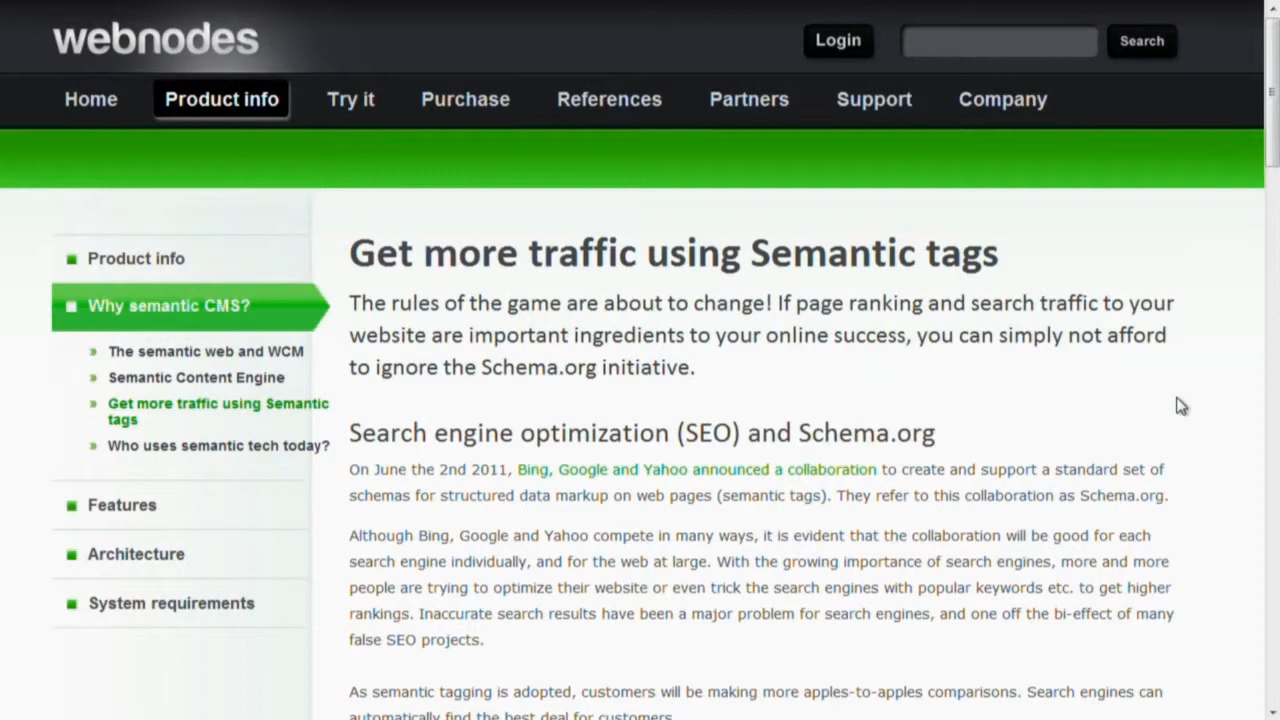 webnodes
Login
Search
Home Product info Try it Purchase References Partners Support Company
Product info
Why semantic CMS?
» The semantic web and WCM
» Semantic Content Engine
» Get more traffic using Semantic
tags
» Who uses semantic tech today?
Features
Architecture
System requirements
Get more traffic using Semantic tags
The rules of the game are about to change! If page ranking and search traffic to your
website are important ingredients to your online success, you can simply not afford
to ignore the Schema.org initiative.
Search engine optimization (SEO) and Schema.org
On June the 2nd 2011, Bing, Google and Yahoo announced a collaboration to create and support a standard set of
schemas for structured data markup on web pages (semantic tags). They refer to this collaboration as Schema.org.
Although Bing, Google and Yahoo compete in many ways, it is evident that the collaboration will be good for each
search engine individually, and for the web at large. With the growing importance of search engines, more and more
people are trying to optimize their website or even trick the search engines with popular keywords etc. to get higher
rankings. Inaccurate search results have been a major problem for search engines, and one off the bi-effect of many
false SEO projects.
As semantic tagging is adopted, customers will be making more apples-to-apples comparisons. Search engines can
automatically find the best deal for customers.